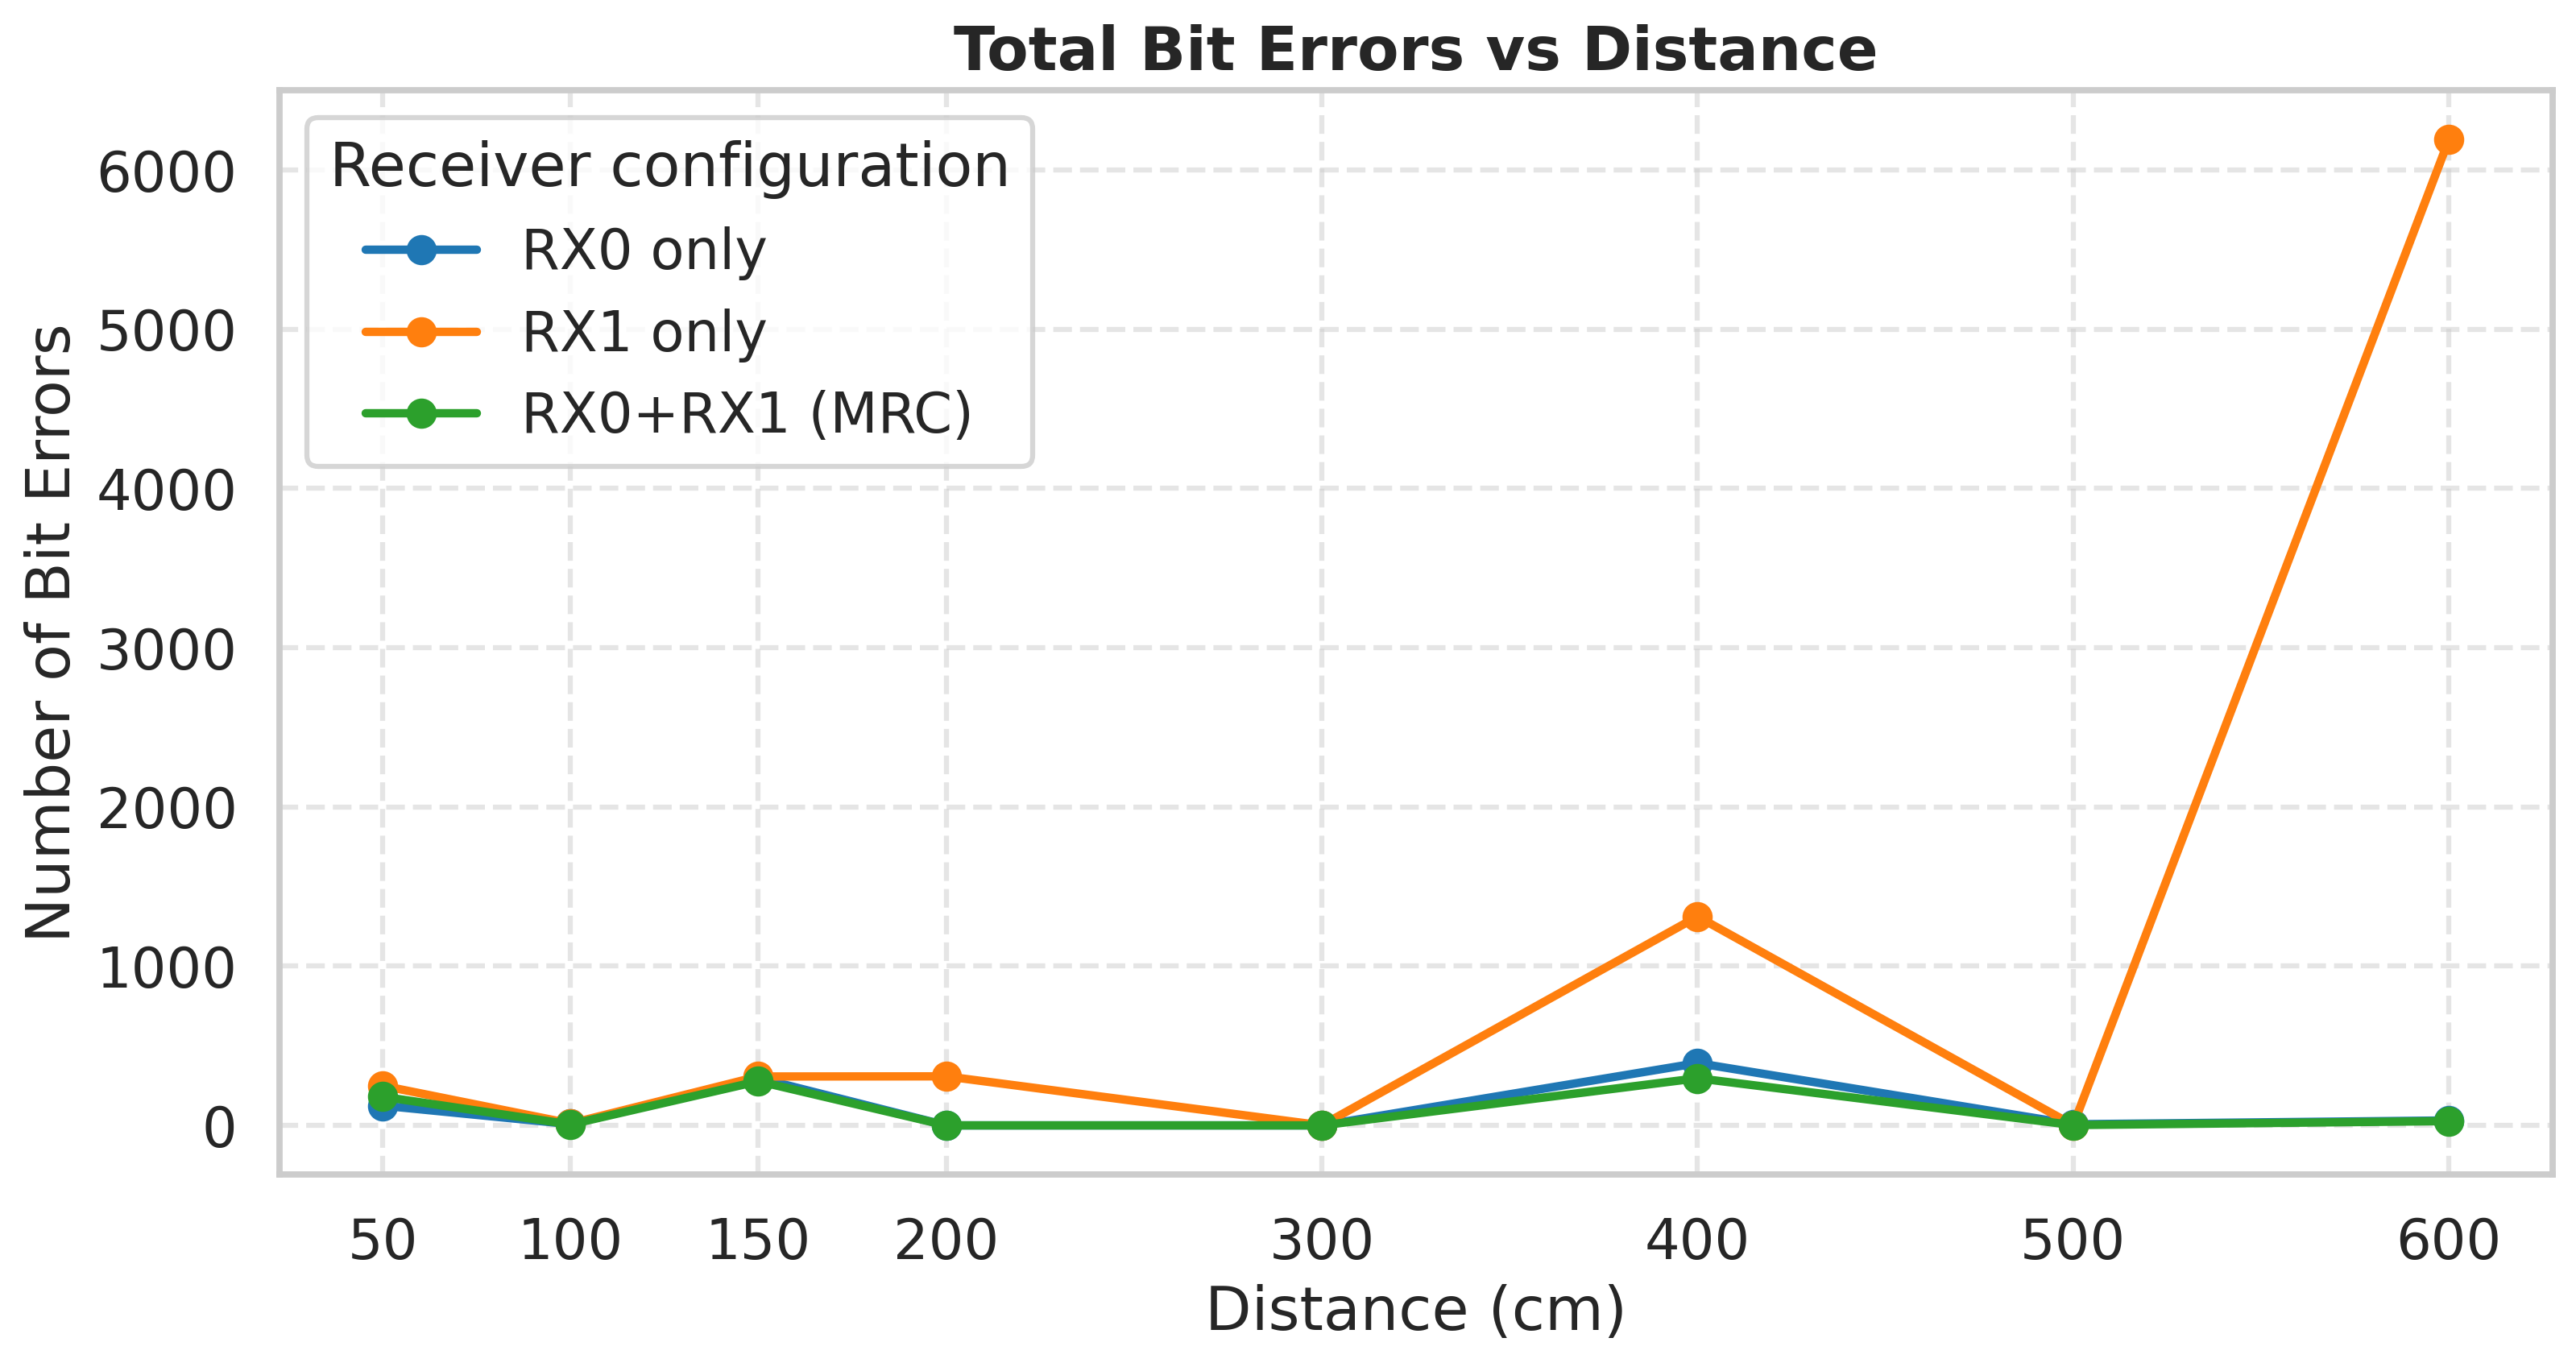 Total Bit Errors vs Distance
Number of Bit Errors
6000
5000
4000
3000
2000
1000
0
Receiver configuration
RX0 only
RX1 only
RX0+RX1 (MRC)
50 100 150 200 300 400 500 600
Distance (cm)